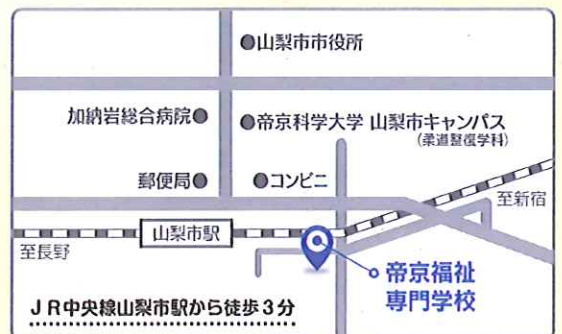 ●山梨市市役所
加納岩総合病院●
●帝京科学大学 山梨市キャンパス
(柔道整復学科)
郵便局●
●コンビニ
至新宿
山梨市駅
至長野
帝京福祉
専門学校
JR中央線山梨市駅から徒歩3分